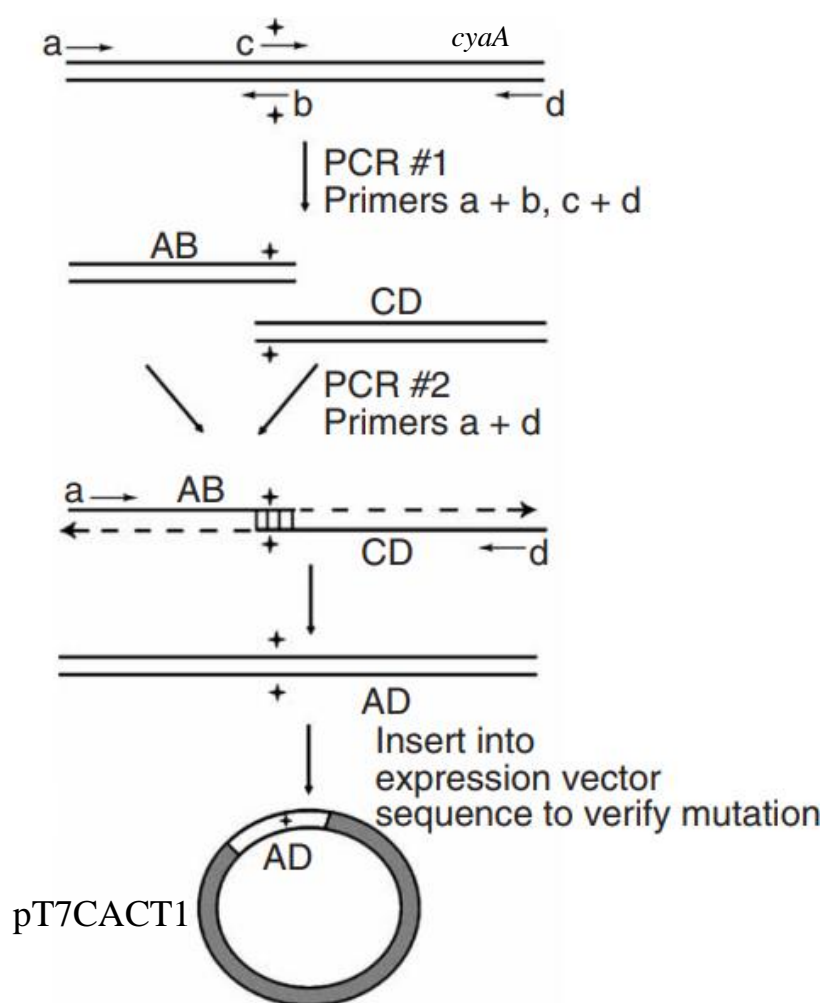 a c cyaA
b d
PCR #1
Primers a + b, c + d
AB
CD
PCR #2
Primers a + d
a AB
CD d
AD
Insert into
expression vector
sequence to verify mutation
AD
pT7CACT1